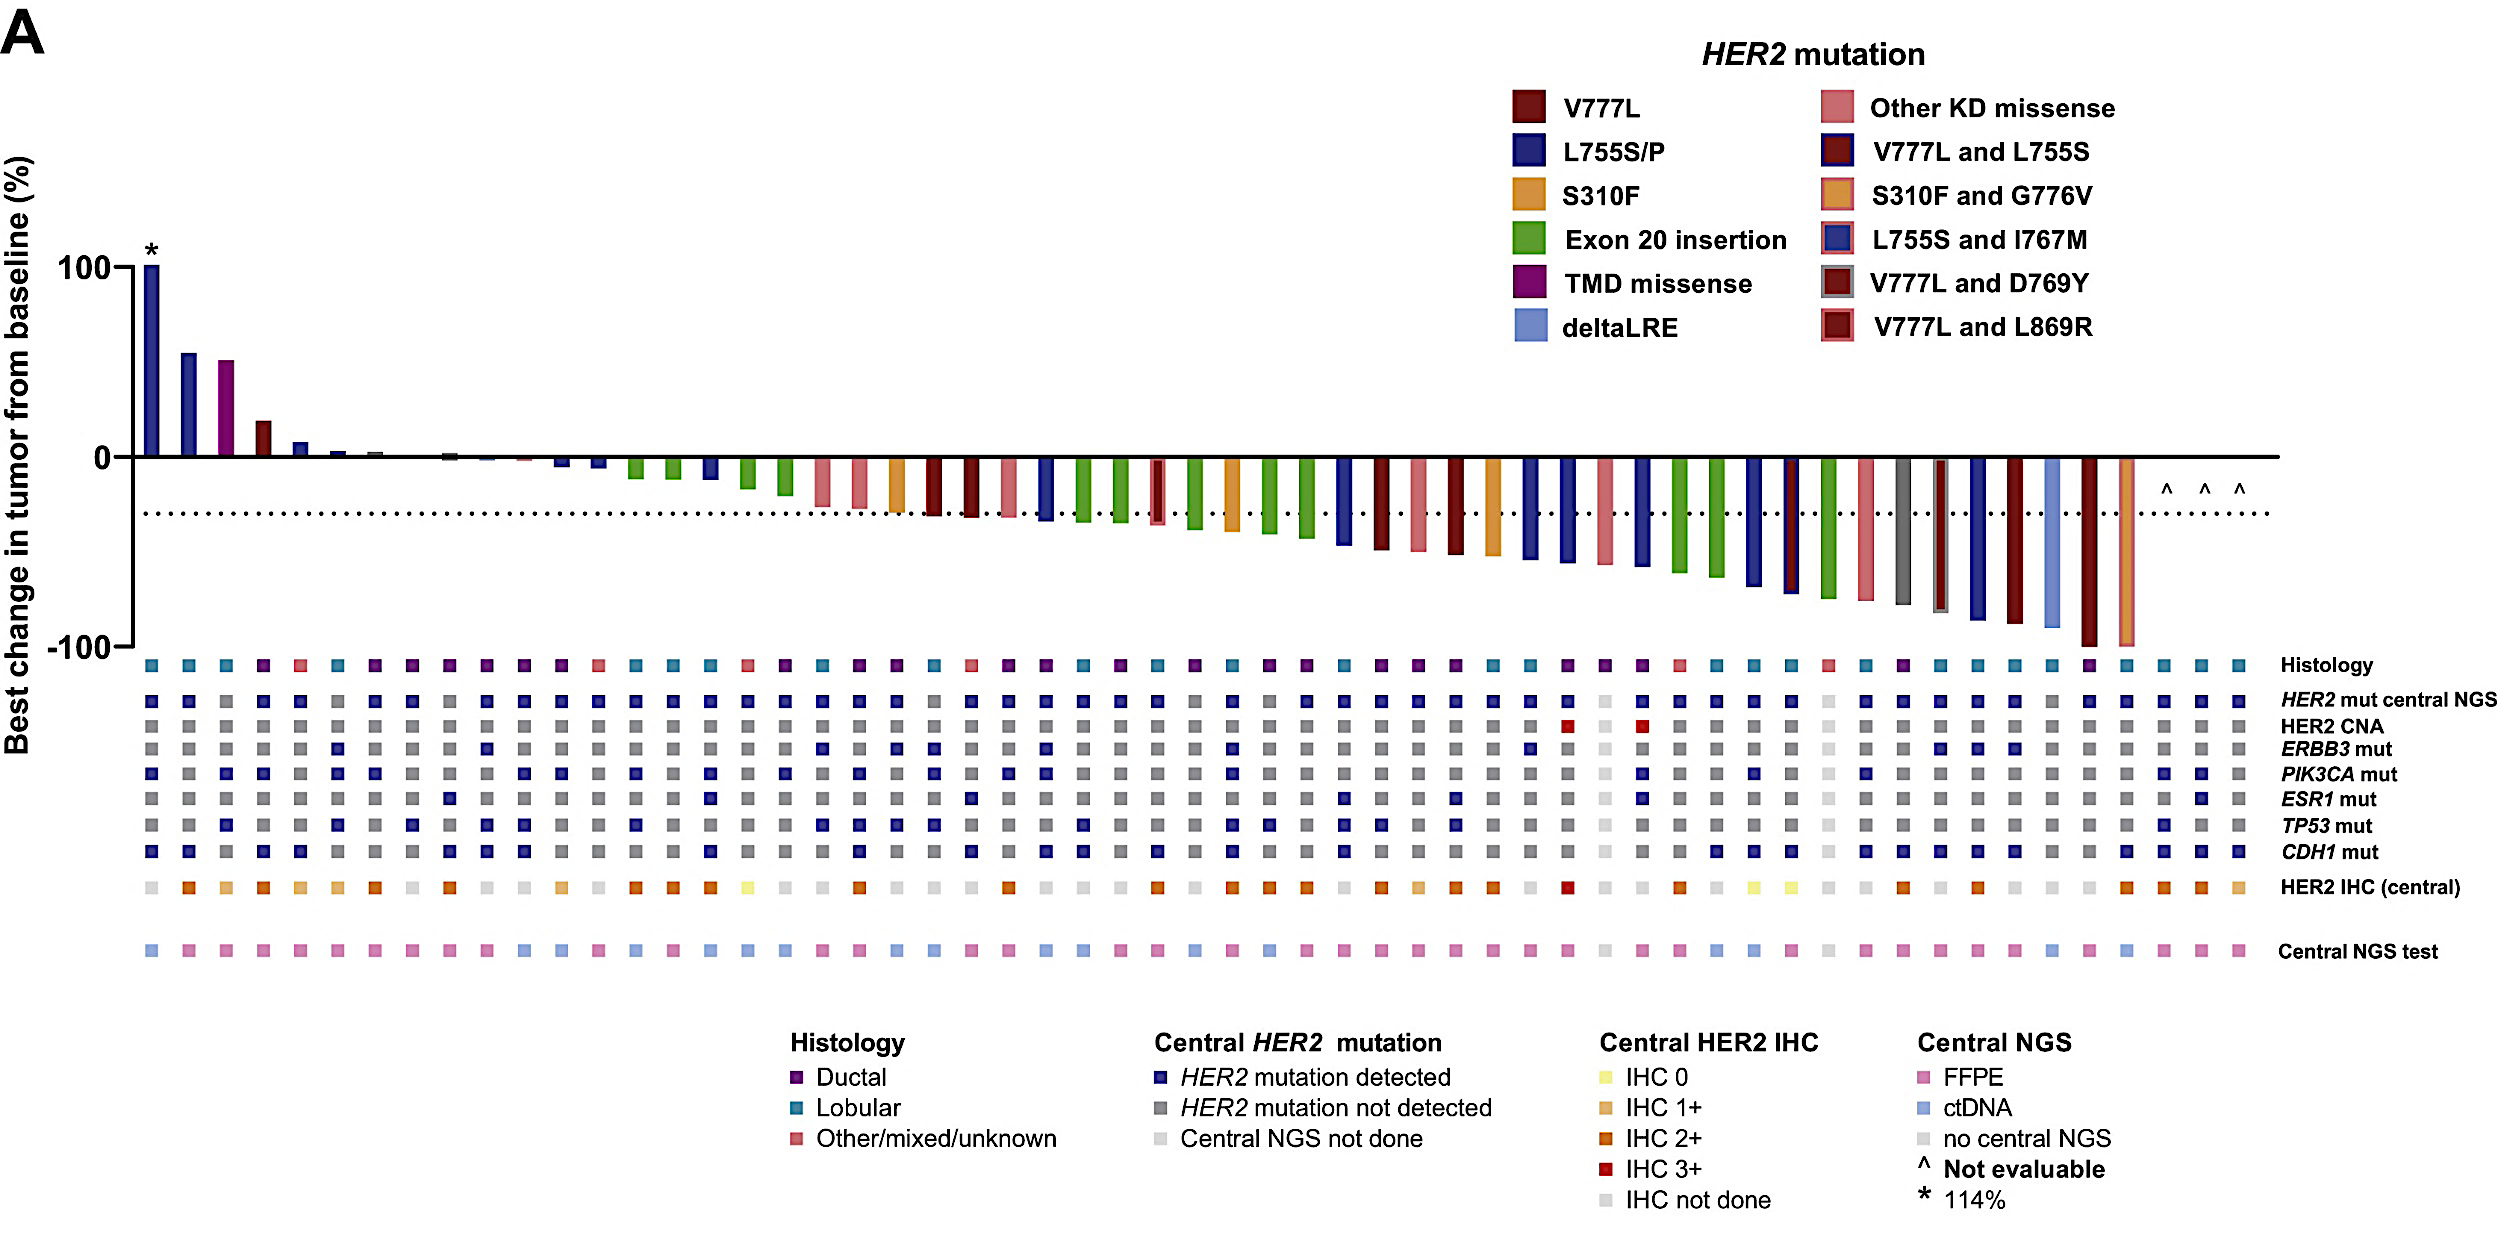 A
HER2 mutation
V777L
Other KD missense
L755S/P
V777L and L755S
S310F
S310F and G776V
Exon 20 insertion
L755S and I767M
TMD missense
V777L and D769Y
deltaLRE
V777L and L869R
Best change in tumor from baseline (%)
*
100
0
^ ^ ^
-100
Histology
HER2 mut central NGS
HER2 CNA
ERBB3 mut
PIK3CA mut
ESR1 mut
TP53 mut
CDH1 mut
HER2 IHC (central)
Central NGS test
Histology
Ductal
Lobular
Other/mixed/unknown
Central HER2 mutation
HER2 mutation detected
HER2 mutation not detected
Central NGS not done
Central HER2 IHC
IHC 0
IHC 1+
IHC 2+
IHC 3+
IHC not done
Central NGS
FFPE
ctDNA
no central NGS
^ Not evaluable
* 114%